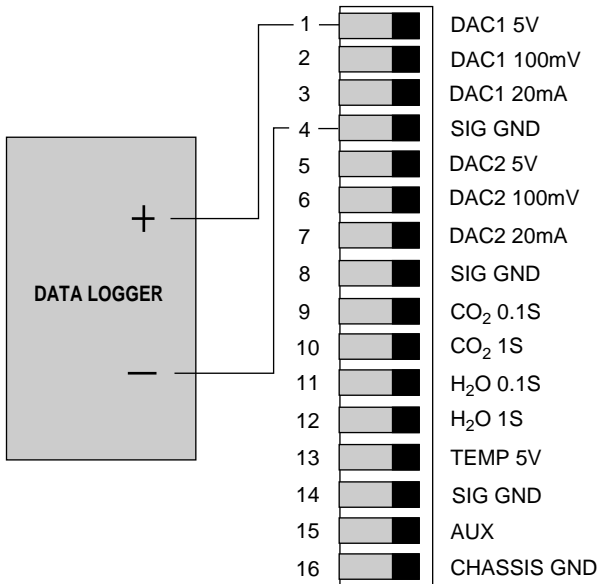 1 DAC1 5V
2 DAC1 100mV
3 DAC1 20mA
4 SIG GND
5 DAC2 5V
6 DAC2 100mV
7 DAC2 20mA
8 SIG GND
9 CO₂ 0.1S
10 CO₂ 1S
11 H₂O 0.1S
12 H₂O 1S
13 TEMP 5V
14 SIG GND
15 AUX
16 CHASSIS GND
+
DATA LOGGER
—